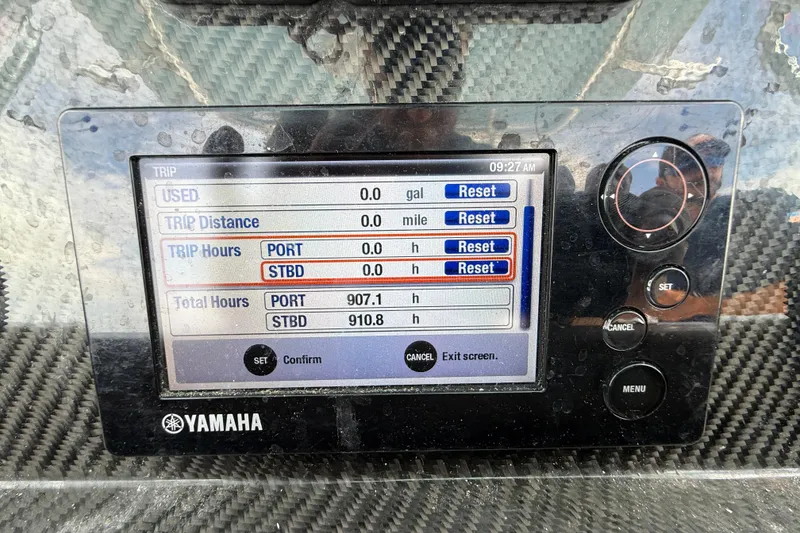 TRIP 09:27 AM
USED 0.0 gal Reset
TRIP Distance 0.0 mile Reset
TRIP Hours PORT 0.0 h Reset
STBD 0.0 h Reset
Total Hours PORT 907.1 h
STBD 910.8 h
SET Confirm CANCEL Exit screen.
SET
CANCEL
MENU
YAMAHA